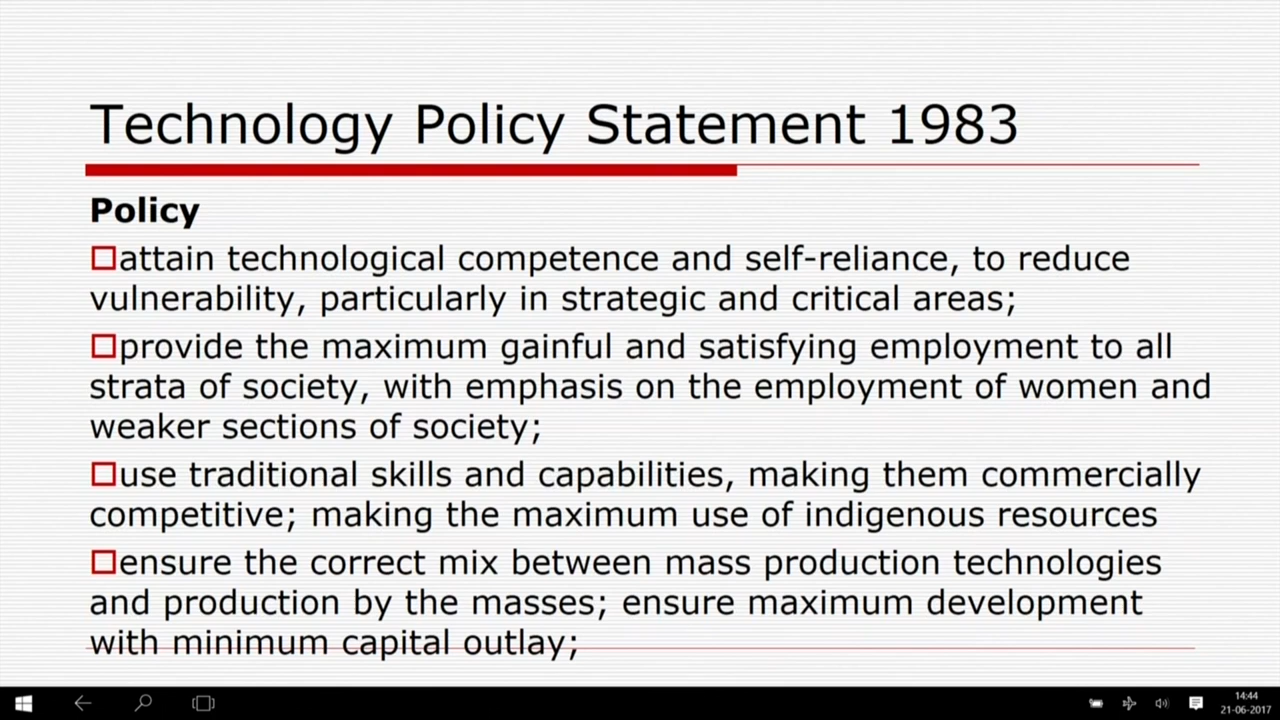 Technology Policy Statement 1983
Policy
attain technological competence and self-reliance, to reduce
vulnerability, particularly in strategic and critical areas;
provide the maximum gainful and satisfying employment to all
strata of society, with emphasis on the employment of women and
weaker sections of society;
use traditional skills and capabilities, making them commercially
competitive; making the maximum use of indigenous resources
ensure the correct mix between mass production technologies
and production by the masses; ensure maximum development
with minimum capital outlay;
14:44
21-06-2017